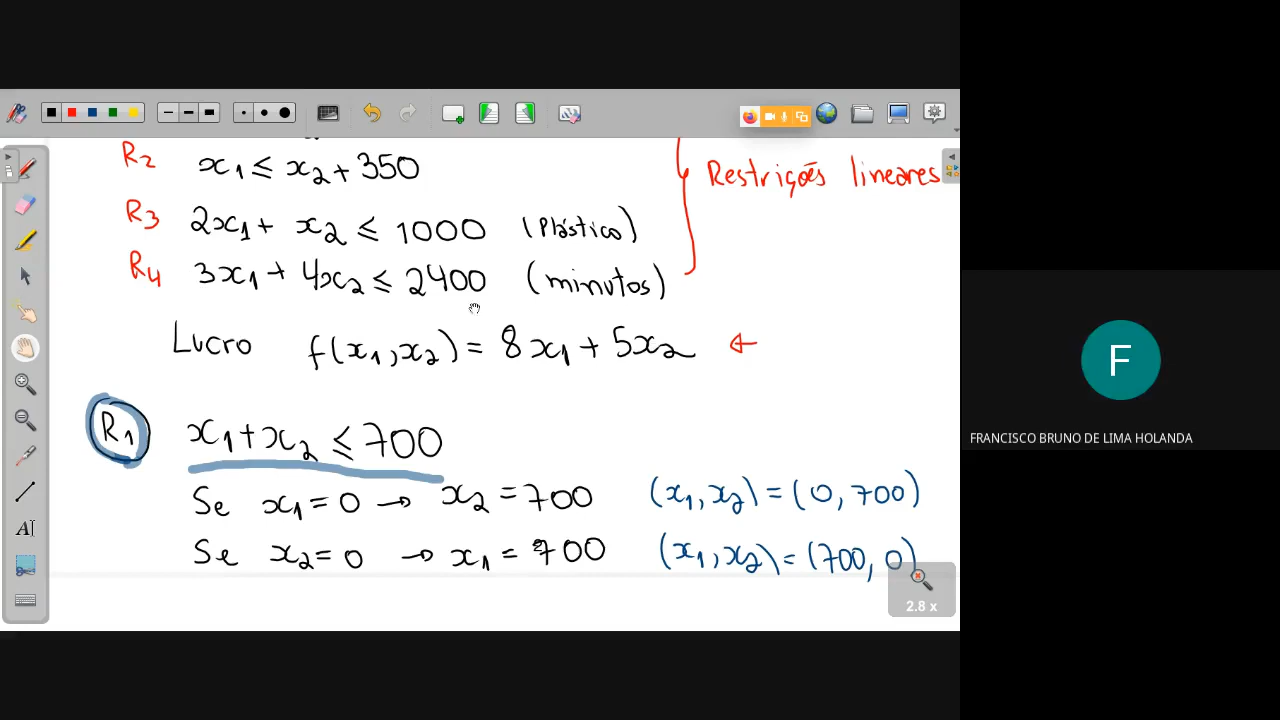 R₂ x₁ ≤ x₂ + 350
Restrições lineares
R₃ 2x₁ + x₂ ≤ 1000 (Plástico)
R₄ 3x₁ + 4x₂ ≤ 2400 (minutos)
Lucro f(x₁, x₂) = 8x₁ + 5x₂ ←
R₁ x₁ + x₂ ≤ 700
Se x₁ = 0 → x₂ = 700 (x₁, x₂) = (0, 700)
Se x₂ = 0 → x₁ = 700 (x₁, x₂) = (700, 0)
2.8 x
F
FRANCISCO BRUNO DE LIMA HOLANDA